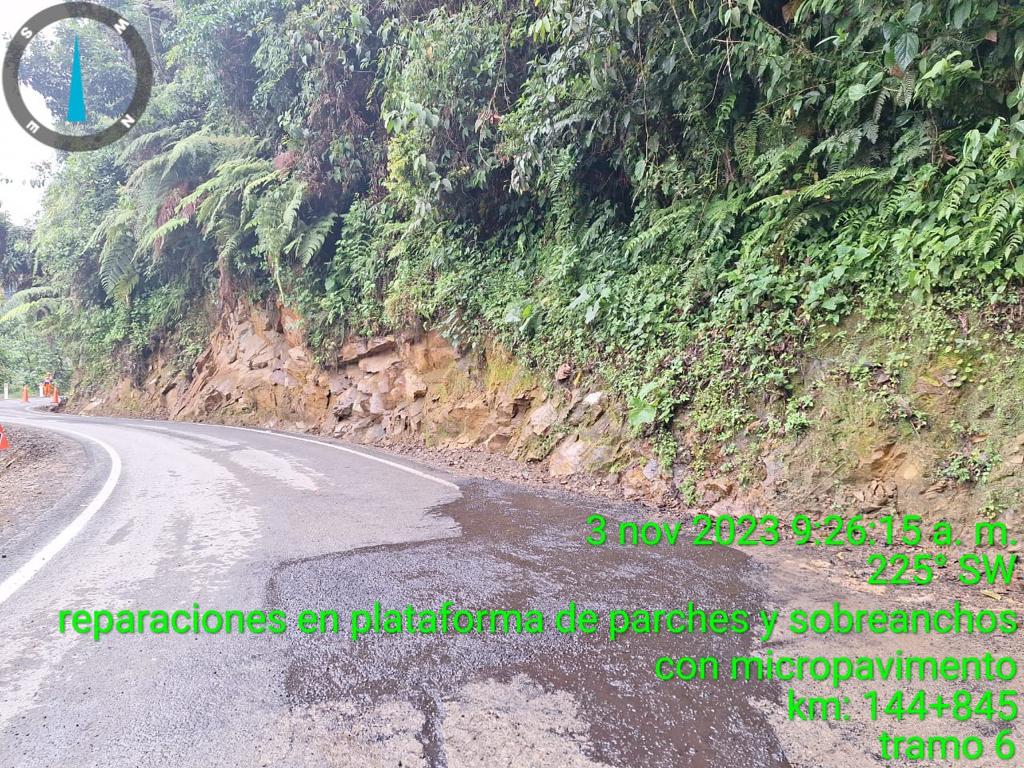 S
W
E
N
3 nov 2023 9:26:15 a. m.
225° SW
reparaciones en plataforma de parches y sobreanchos
con micropavimento
km: 144+845
tramo 6